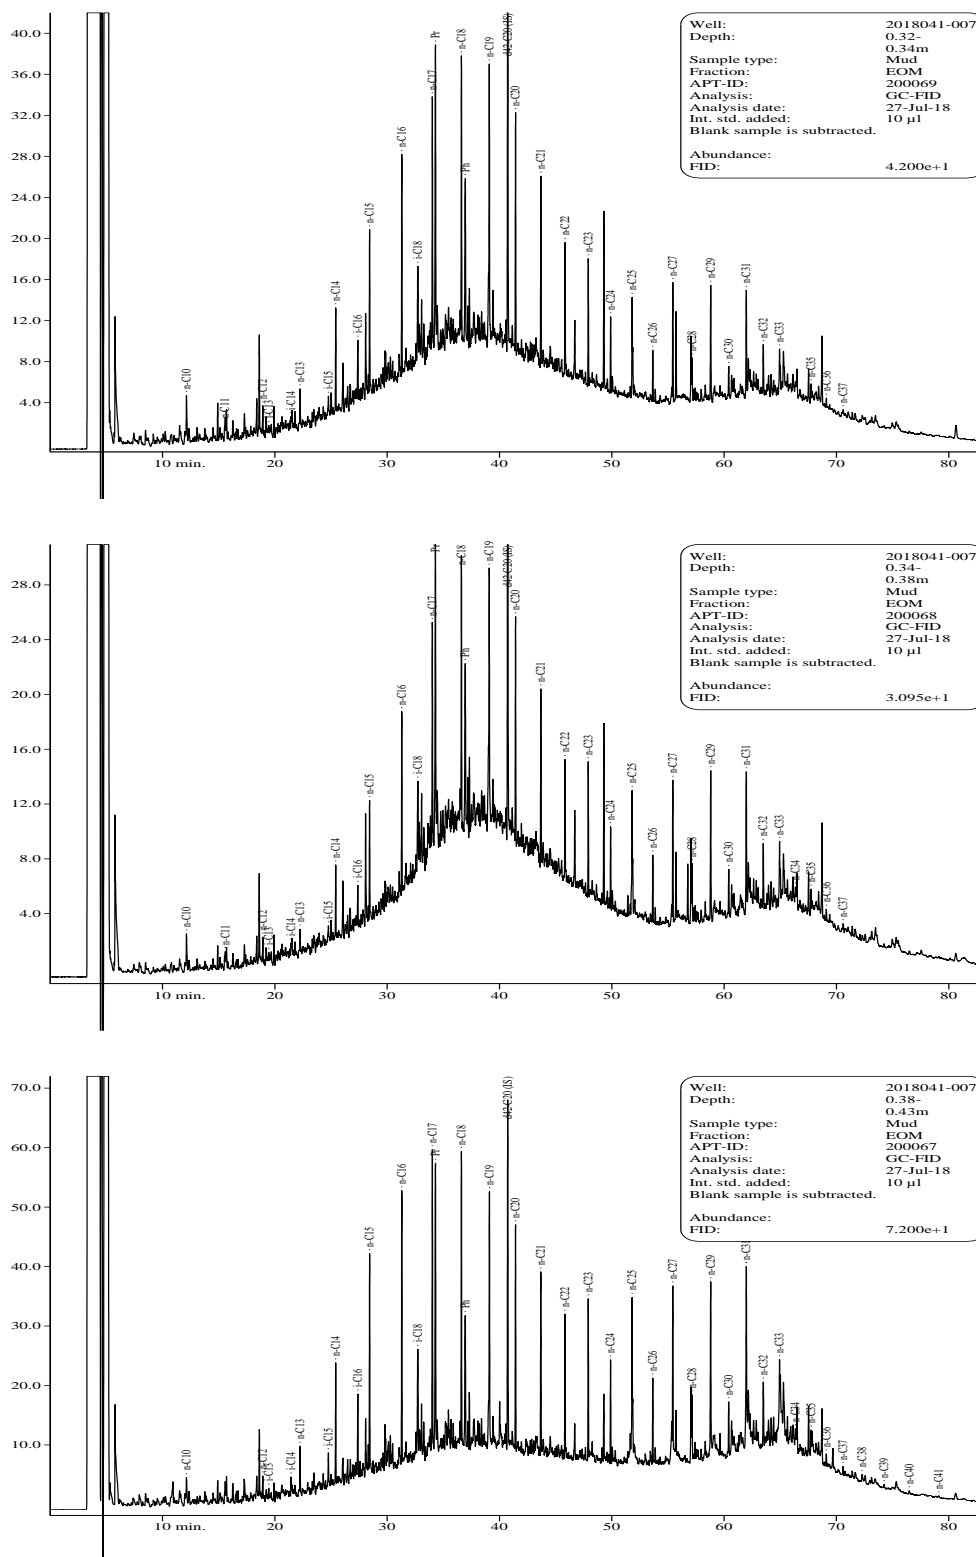 40.0
36.0
32.0
28.0
24.0
20.0
16.0
12.0
8.0
4.0
n-C10
n-C11
n-C12
i-C13
i-C14
n-C13
i-C15
n-C14
i-C16
n-C15
n-C16
i-C18
n-C17
Pr
n-C18
Ph
n-C19
d42-C20 (IS)
n-C20
n-C21
n-C22
n-C23
n-C24
n-C25
n-C26
n-C27
n-C28
n-C29
n-C30
n-C31
n-C32
n-C33
n-C35
n-C36
n-C37
Well: 2018041-007
Depth: 0.32-
0.34m
Sample type: Mud
Fraction: EOM
APT-ID: 200069
Analysis: GC-FID
Analysis date: 27-Jul-18
Int. std. added: 10 µl
Blank sample is subtracted.
Abundance:
FID: 4.200e+1
10 min. 20 30 40 50 60 70 80
28.0
24.0
20.0
16.0
12.0
8.0
4.0
n-C10
n-C11
n-C12
i-C13
i-C14
n-C13
i-C15
n-C14
i-C16
n-C15
n-C16
i-C18
n-C17
Pr
n-C18
Ph
n-C19
d42-C20 (IS)
n-C20
n-C21
n-C22
n-C23
n-C24
n-C25
n-C26
n-C27
n-C28
n-C29
n-C30
n-C31
n-C32
n-C33
n-C34
n-C35
n-C36
n-C37
Well: 2018041-007
Depth: 0.34-
0.38m
Sample type: Mud
Fraction: EOM
APT-ID: 200068
Analysis: GC-FID
Analysis date: 27-Jul-18
Int. std. added: 10 µl
Blank sample is subtracted.
Abundance:
FID: 3.095e+1
10 min. 20 30 40 50 60 70 80
70.0
60.0
50.0
40.0
30.0
20.0
10.0
n-C10
n-C12
i-C13
i-C14
n-C13
i-C15
n-C14
i-C16
n-C15
n-C16
i-C18
n-C17
Pr
n-C18
Ph
n-C19
d42-C20 (IS)
n-C20
n-C21
n-C22
n-C23
n-C24
n-C25
n-C26
n-C27
n-C28
n-C29
n-C30
n-C31
n-C32
n-C33
n-C34
n-C35
n-C36
n-C37
n-C38
n-C39
n-C40
n-C41
Well: 2018041-007
Depth: 0.38-
0.43m
Sample type: Mud
Fraction: EOM
APT-ID: 200067
Analysis: GC-FID
Analysis date: 27-Jul-18
Int. std. added: 10 µl
Blank sample is subtracted.
Abundance:
FID: 7.200e+1
10 min. 20 30 40 50 60 70 80